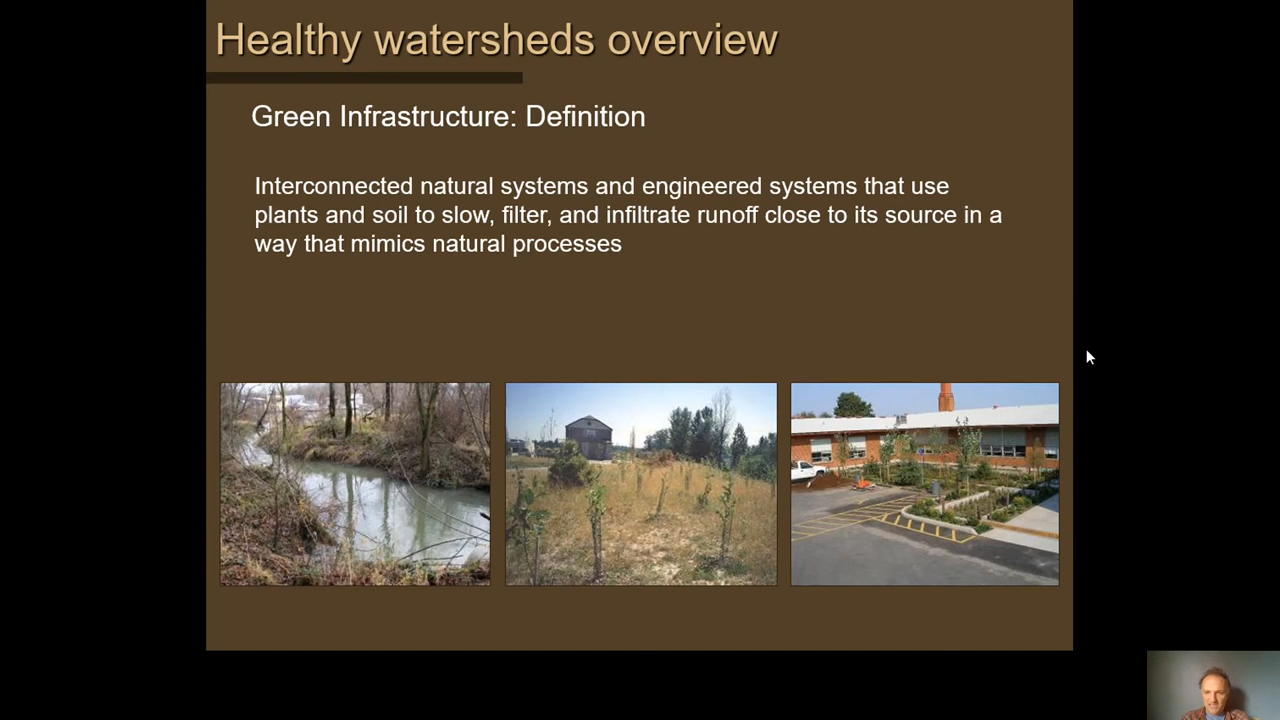 Healthy watersheds overview
Green Infrastructure: Definition
Interconnected natural systems and engineered systems that use
plants and soil to slow, filter, and infiltrate runoff close to its source in a
way that mimics natural processes